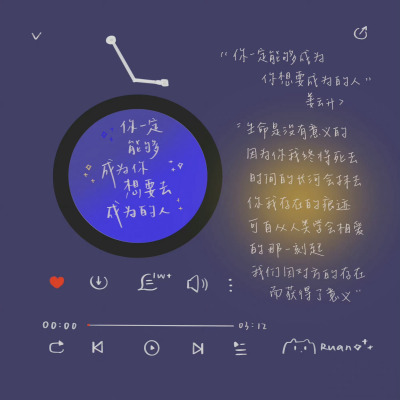 “你一定能够成为
你想要成为的人”
你一定
能够
成为你
想要去
成为的人
“生命是没有意义的
因为你我终将死去
时间的长河会抹去
你我存在的痕迹
可自从人类学会相爱
的那一刻起
我们因对方的存在
而获得了意义”
1w+
00:00
03:12
Ruano